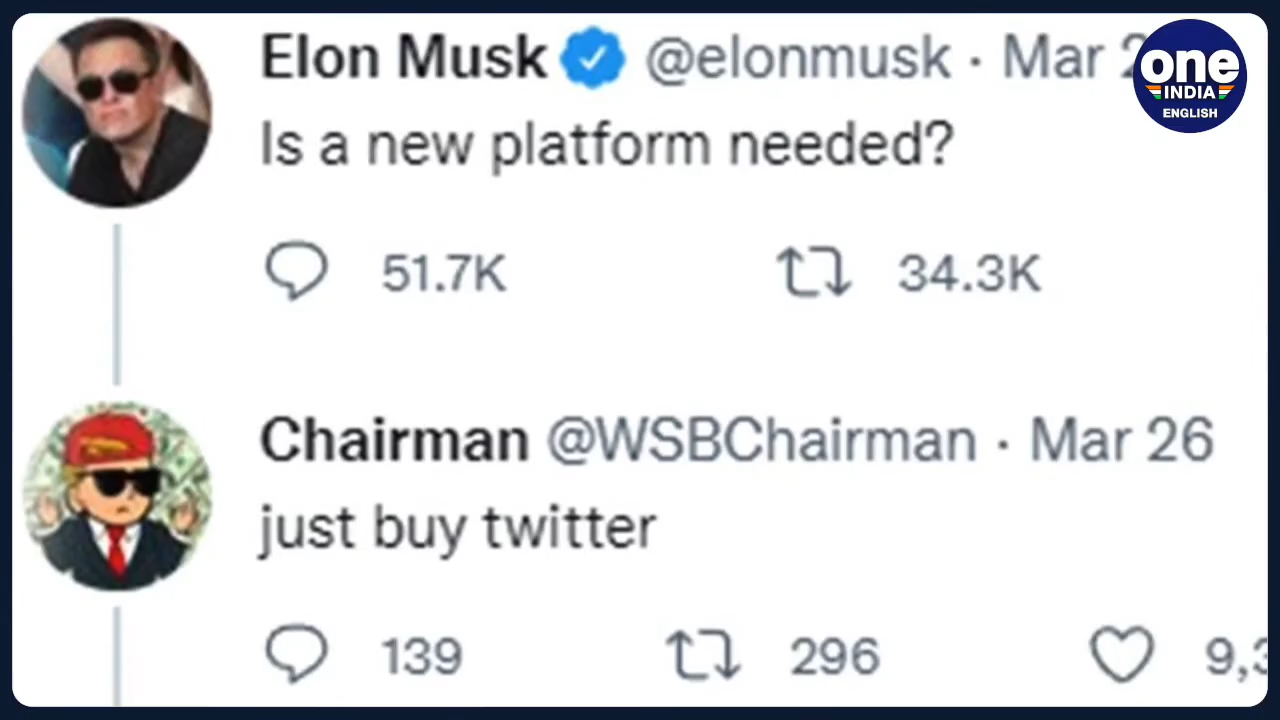 Elon Musk @elonmusk · Mar
one
INDIA
ENGLISH
Is a new platform needed?
51.7K 34.3K
Chairman @WSBChairman · Mar 26
just buy twitter
139 296 9,3